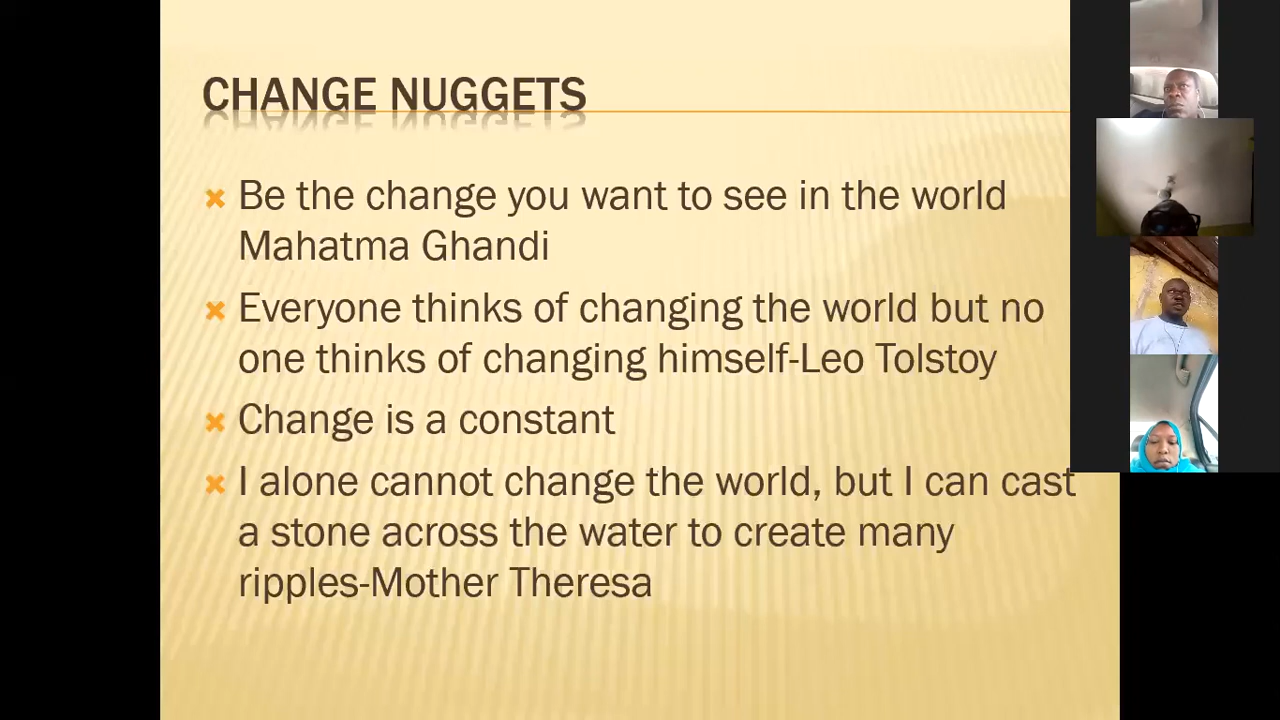 CHANGE NUGGETS
Be the change you want to see in the world
Mahatma Ghandi
Everyone thinks of changing the world but no
one thinks of changing himself-Leo Tolstoy
Change is a constant
I alone cannot change the world, but I can cast
a stone across the water to create many
ripples-Mother Theresa